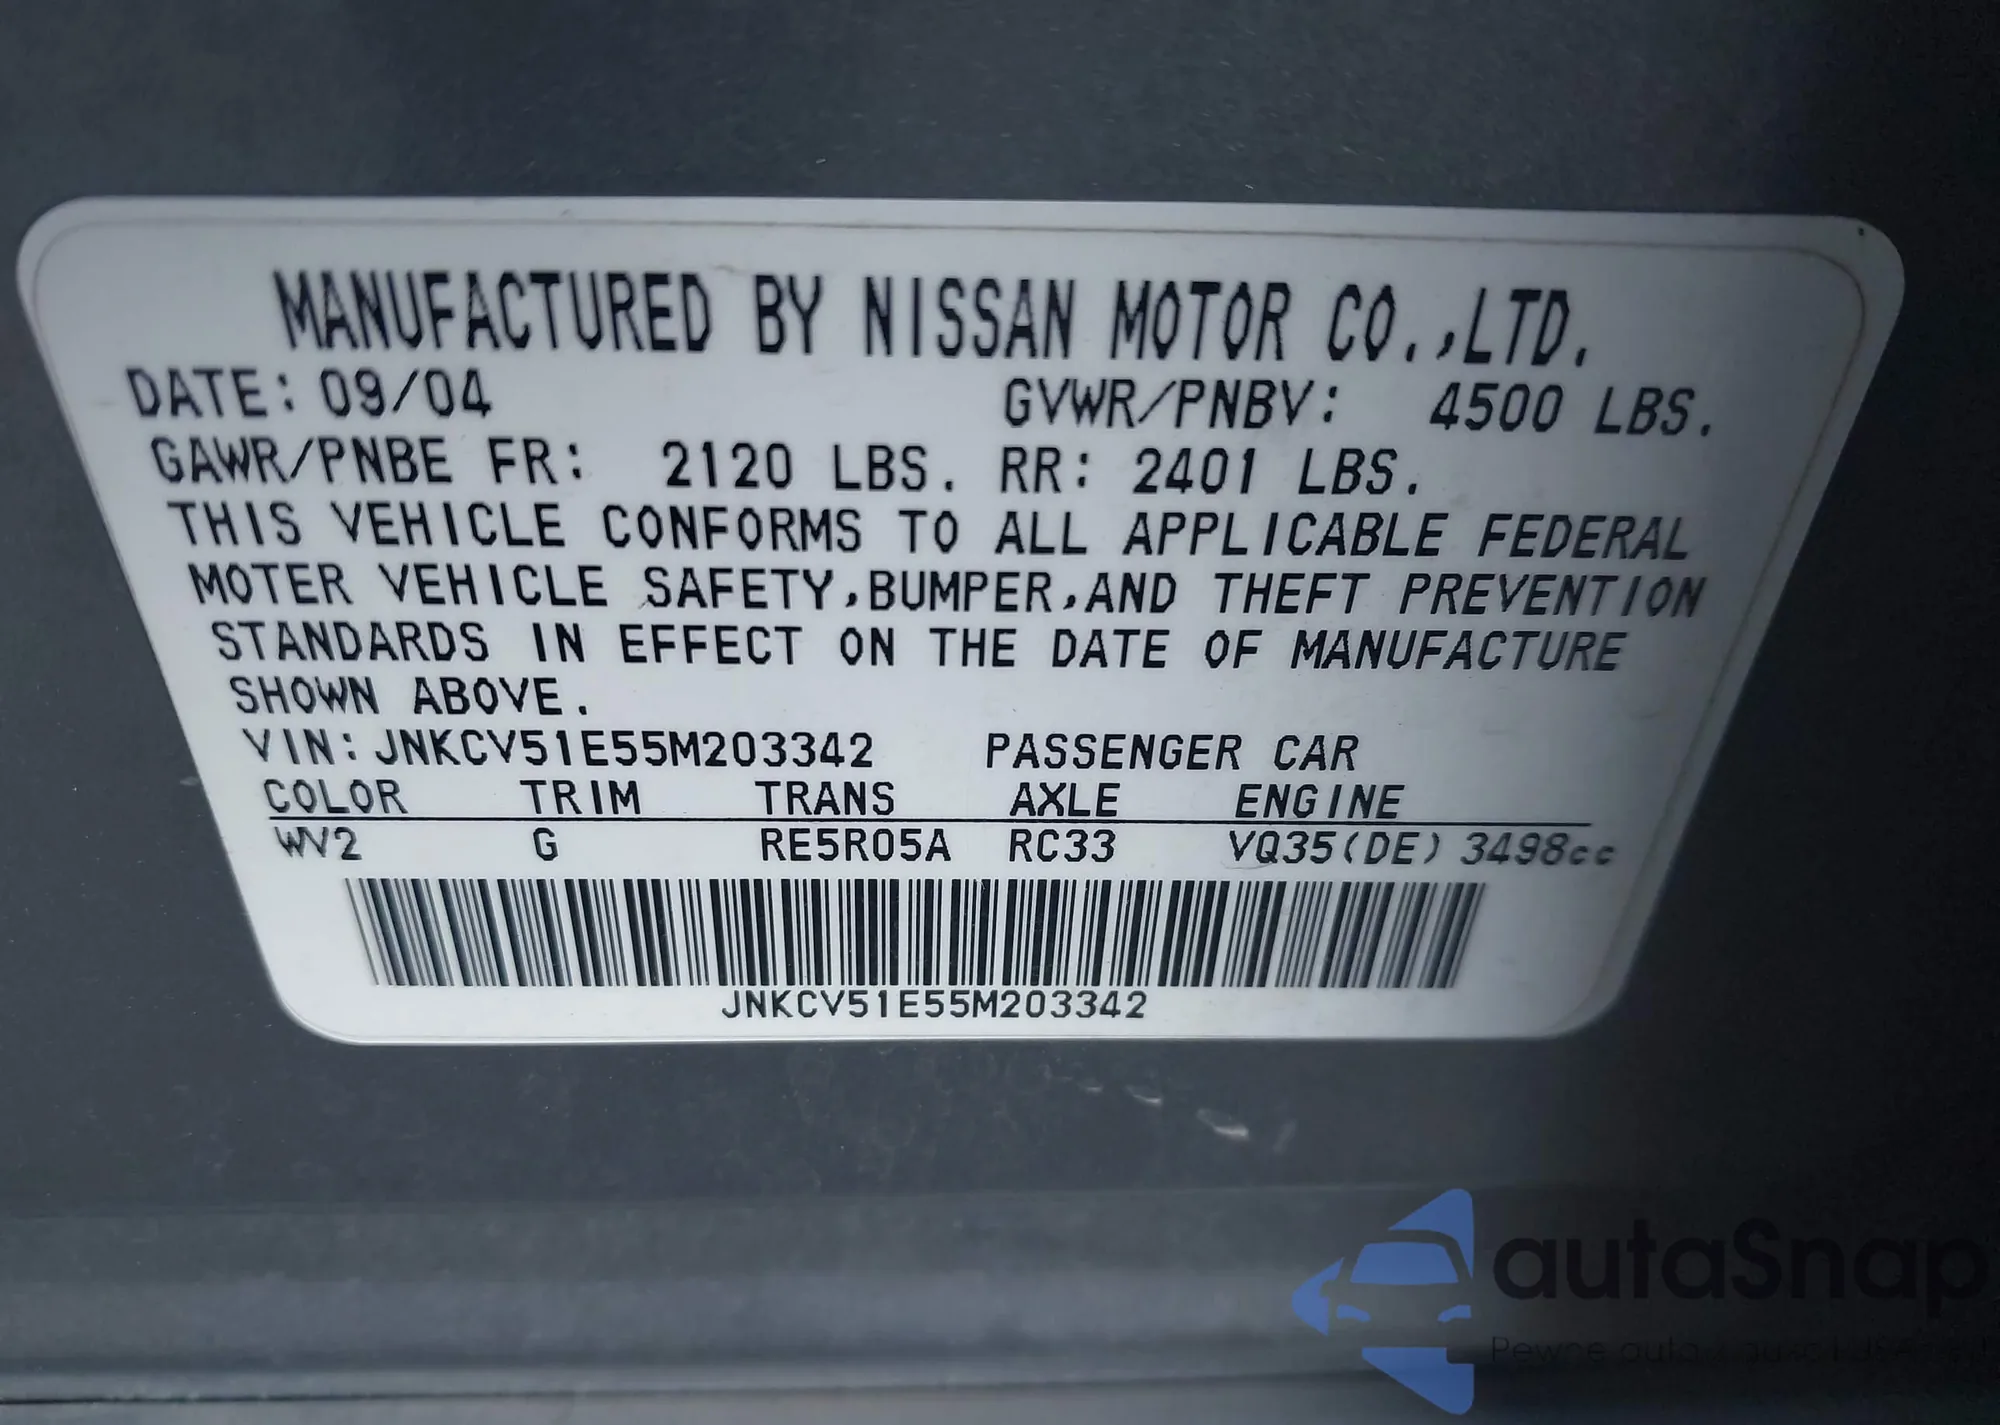 MANUFACTURED BY NISSAN MOTOR CO.,LTD.
DATE: 09/04 GVWR/PNBV: 4500 LBS.
GAWR/PNBE FR: 2120 LBS. RR: 2401 LBS.
THIS VEHICLE CONFORMS TO ALL APPLICABLE FEDERAL
MOTER VEHICLE SAFETY,BUMPER,AND THEFT PREVENTION
STANDARDS IN EFFECT ON THE DATE OF MANUFACTURE
SHOWN ABOVE.
VIN: JNKCV51E55M203342 PASSENGER CAR
COLOR TRIM TRANS AXLE ENGINE
WV2 G RE5R05A RC33 VQ35(DE) 3498cc
JNKCV51E55M203342
autaSnap
Pewne auta